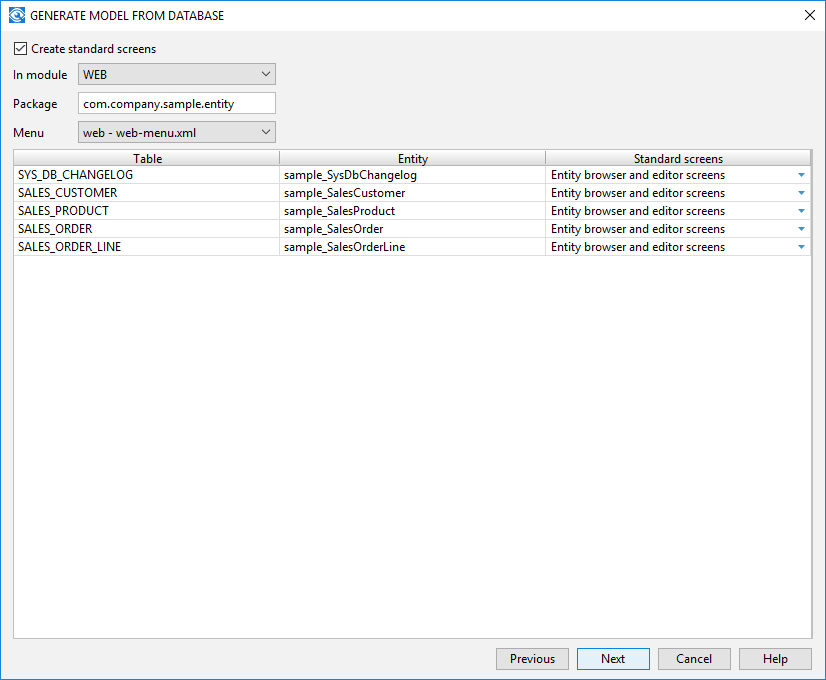 GENERATE MODEL FROM DATABASE
Create standard screens
In module WEB
Package com.company.sample.entity
Menu web - web-menu.xml
Table Entity Standard screens
SYS_DB_CHANGELOG sample_SysDbChangelog Entity browser and editor screens
SALES_CUSTOMER sample_SalesCustomer Entity browser and editor screens
SALES_PRODUCT sample_SalesProduct Entity browser and editor screens
SALES_ORDER sample_SalesOrder Entity browser and editor screens
SALES_ORDER_LINE sample_SalesOrderLine Entity browser and editor screens
Previous Next Cancel Help